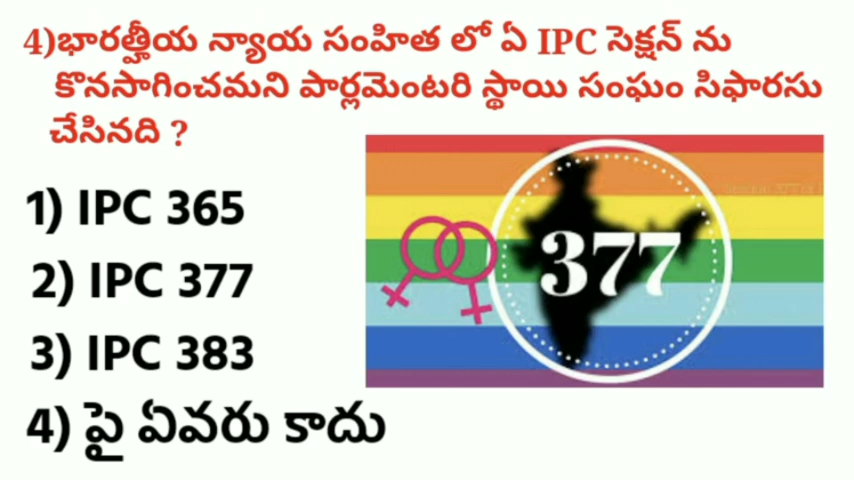 4)భారత్హీయ న్యాయ సంహిత లో ఏ IPC సెక్షన్ ను
కొనసాగించమని పార్లమెంటరి స్థాయి సంఘం సిఫారసు
చేసినది ?
1) IPC 365
2) IPC 377
3) IPC 383
4) పై ఏవరు కాదు
377